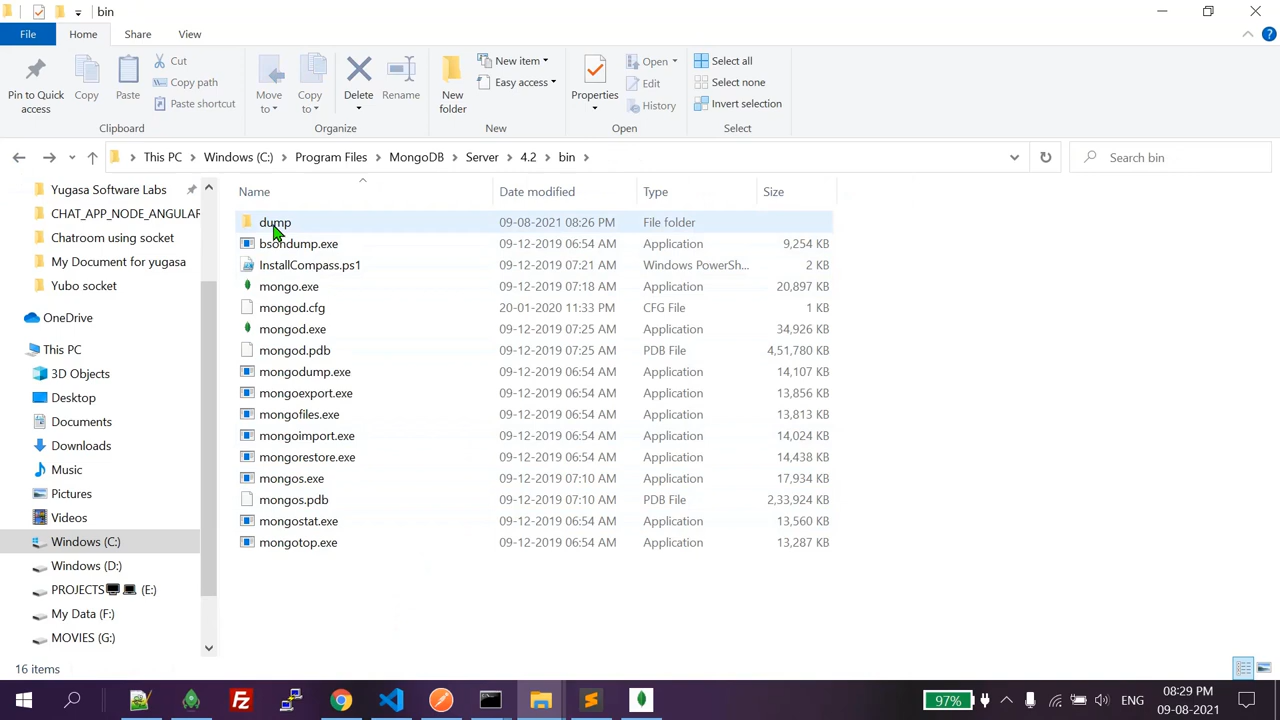 bin
File
Home
Share
View
Pin to Quick access
Copy
Paste
Cut
Copy path
Paste shortcut
Clipboard
Move to
Copy to
Delete
Rename
Organize
New folder
New item
Easy access
New
Properties
Open
Edit
History
Open
Select all
Select none
Invert selection
Select
This PC > Windows (C:) > Program Files > MongoDB > Server > 4.2 > bin >
Search bin
Yugasa Software Labs
CHAT_APP_NODE_ANGULAR
Chatroom using socket
My Document for yugasa
Yubo socket
OneDrive
This PC
3D Objects
Desktop
Documents
Downloads
Music
Pictures
Videos
Windows (C:)
Windows (D:)
PROJECTS (E:)
My Data (F:)
MOVIES (G:)
Name Date modified Type Size
dump 09-08-2021 08:26 PM File folder
bsondump.exe 09-12-2019 06:54 AM Application 9,254 KB
InstallCompass.ps1 09-12-2019 07:21 AM Windows PowerSh... 2 KB
mongo.exe 09-12-2019 07:18 AM Application 20,897 KB
mongod.cfg 20-01-2020 11:33 PM CFG File 1 KB
mongod.exe 09-12-2019 07:25 AM Application 34,926 KB
mongod.pdb 09-12-2019 07:25 AM PDB File 4,51,780 KB
mongodump.exe 09-12-2019 06:54 AM Application 14,107 KB
mongoexport.exe 09-12-2019 06:54 AM Application 13,856 KB
mongofiles.exe 09-12-2019 06:54 AM Application 13,813 KB
mongoimport.exe 09-12-2019 06:54 AM Application 14,024 KB
mongorestore.exe 09-12-2019 06:54 AM Application 14,438 KB
mongos.exe 09-12-2019 07:10 AM Application 17,934 KB
mongos.pdb 09-12-2019 07:10 AM PDB File 2,33,924 KB
mongostat.exe 09-12-2019 06:54 AM Application 13,560 KB
mongotop.exe 09-12-2019 06:54 AM Application 13,287 KB
16 items
97%
ENG
08:29 PM
09-08-2021